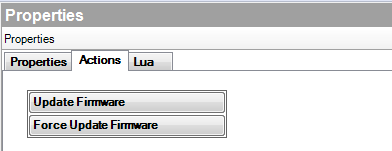 Properties
Properties
Properties Actions Lua
Update Firmware
Force Update Firmware